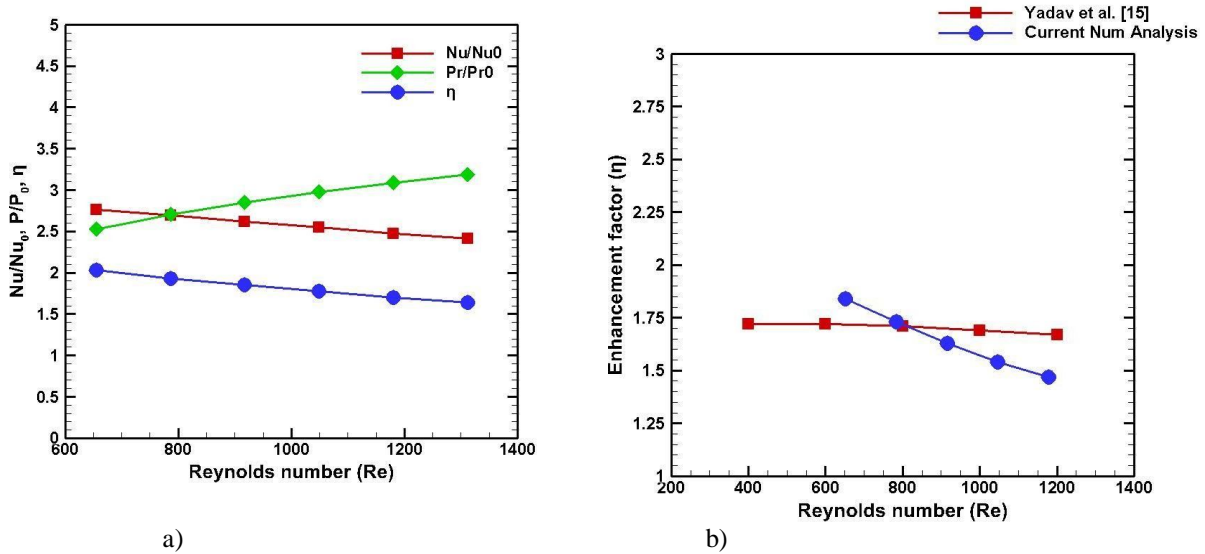 Nu/Nu0
Pr/Pr0
η
5
4.5
4
3.5
3
2.5
2
1.5
1
0.5
0
Nu/Nu₀, P/P₀, η
600
800
1000
1200
1400
Reynolds number (Re)
a)
Yadav et al. [15]
Current Num Analysis
3
2.75
2.5
2.25
2
1.75
1.5
1.25
1
Enhancement factor (η)
200
400
600
800
1000
1200
1400
Reynolds number (Re)
b)